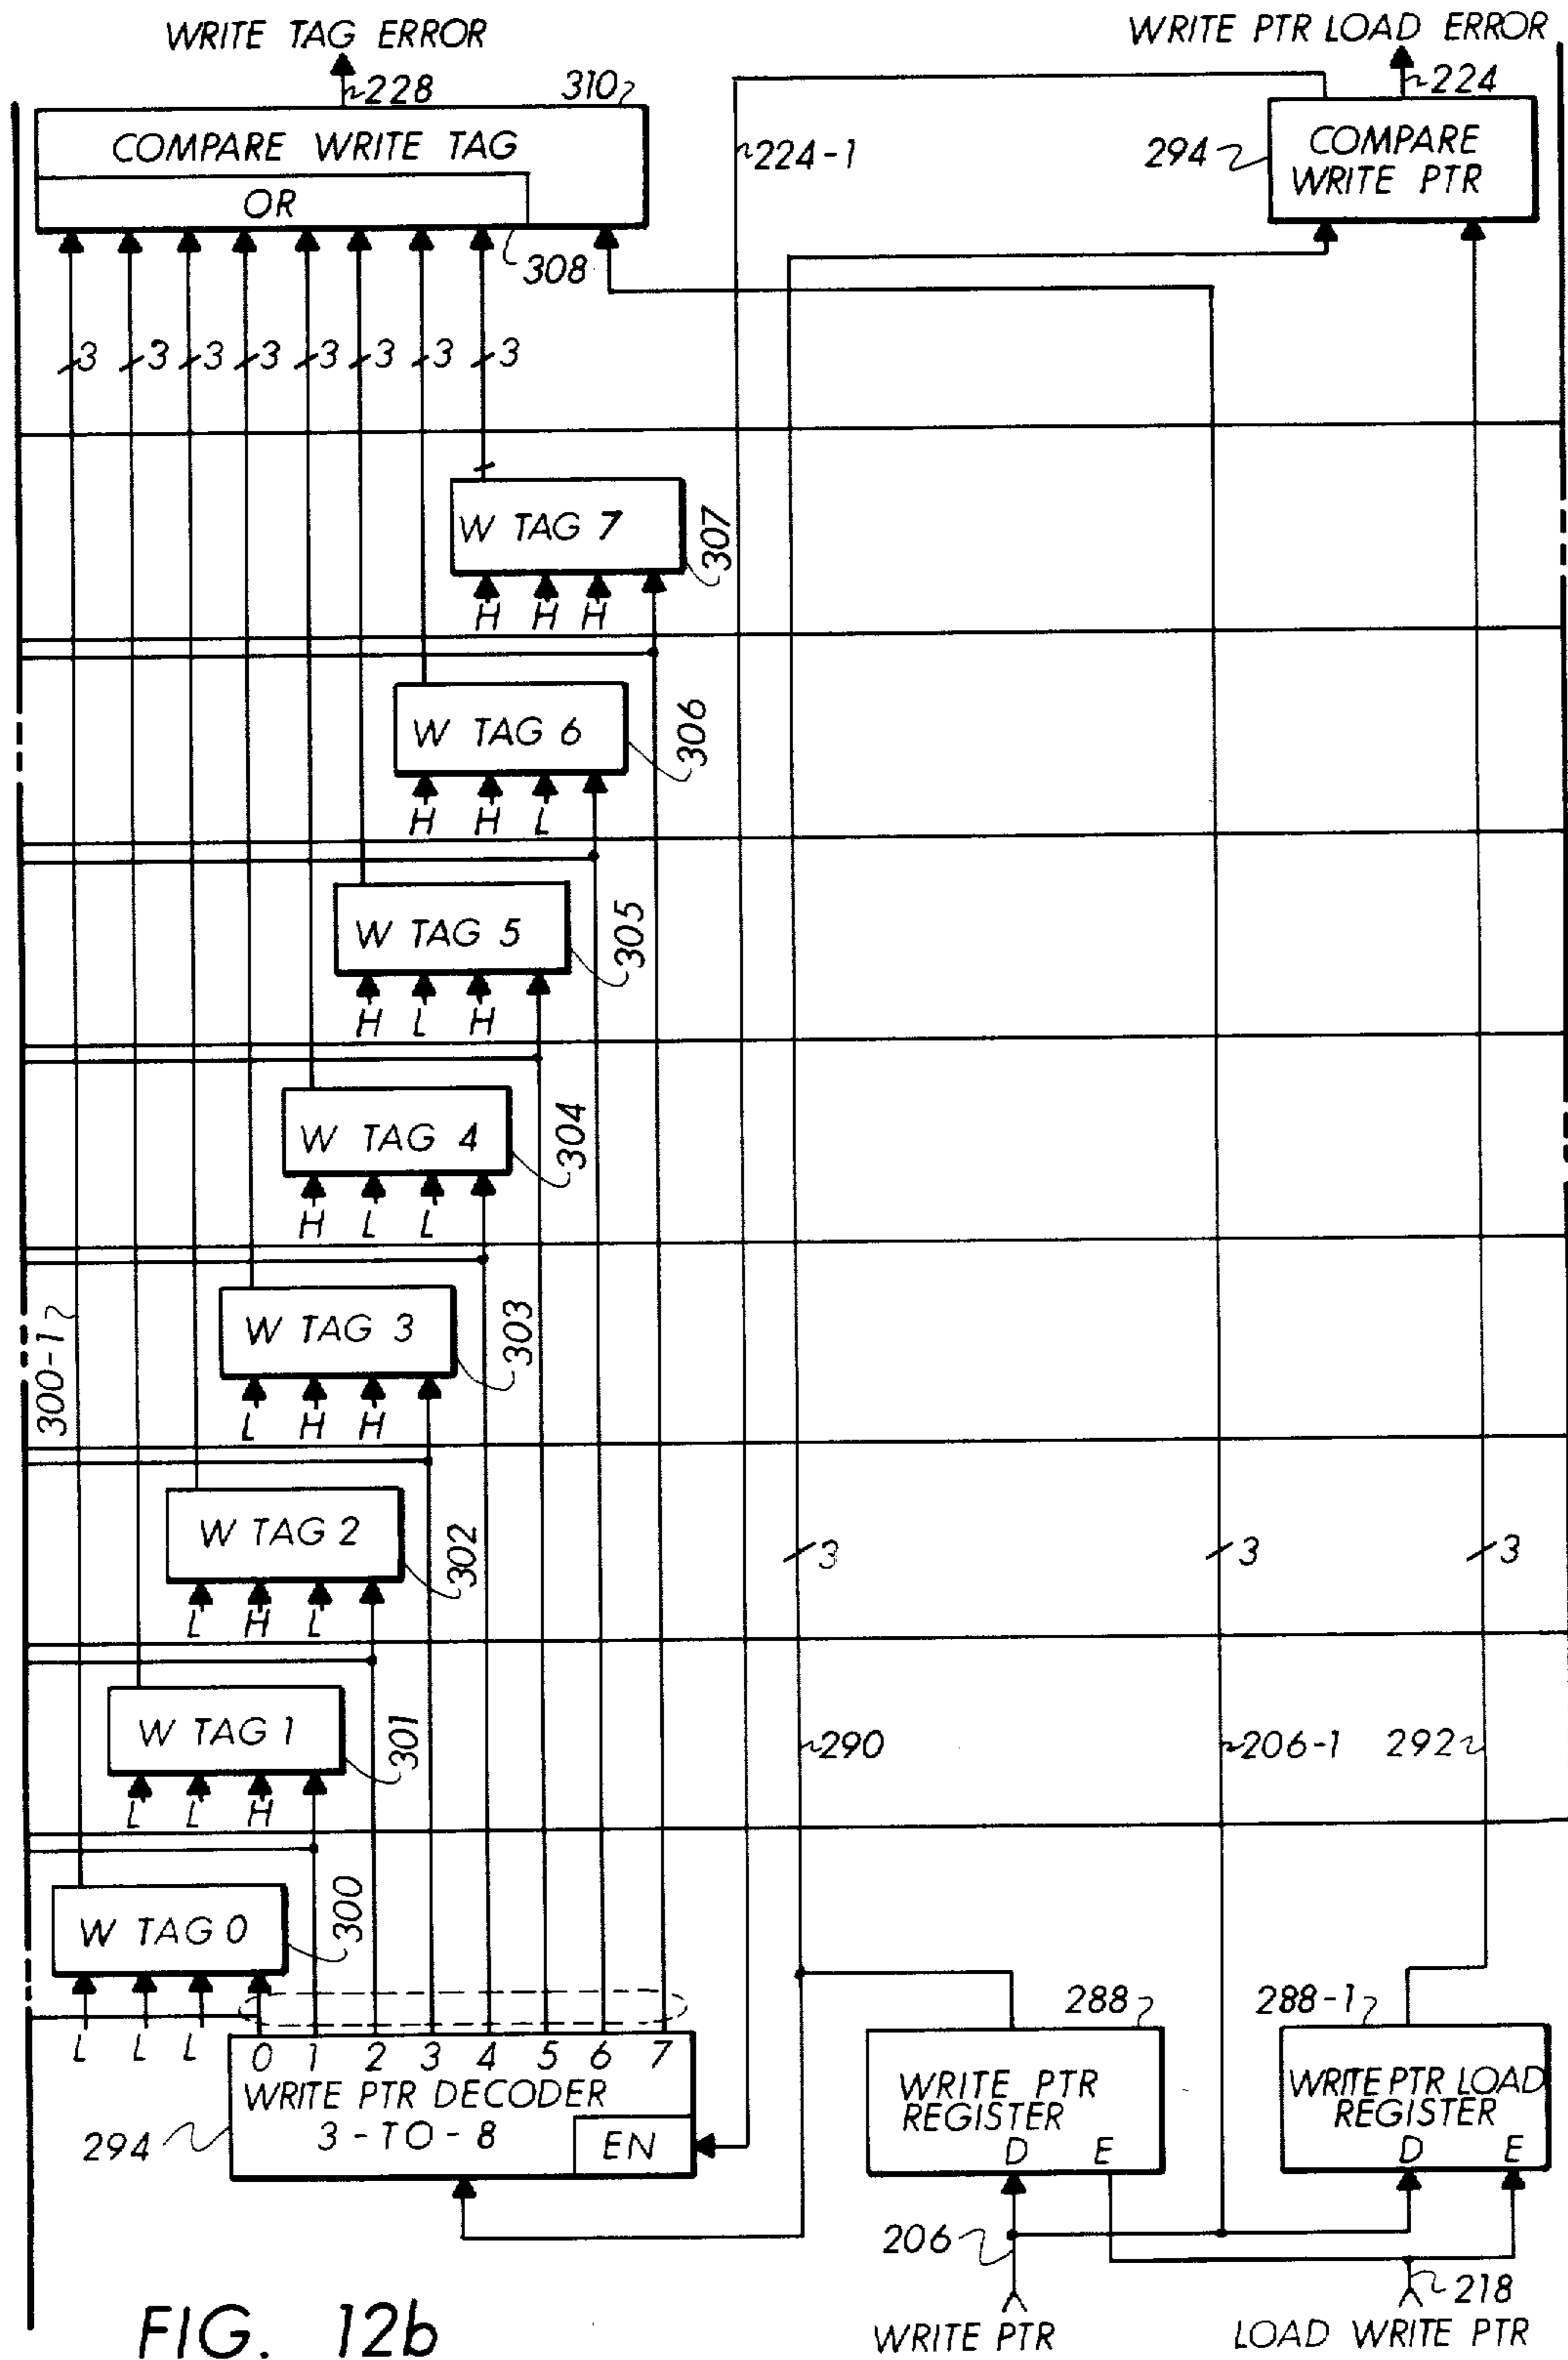 WRITE TAG ERROR
WRITE PTR LOAD ERROR
228
310
224
COMPARE WRITE TAG
OR
308
224-1
294
COMPARE
WRITE PTR
3 3 3 3 3 3 3 3
W TAG 7
307
H H H
W TAG 6
306
H H L
W TAG 5
305
H L H
W TAG 4
304
H L L
300-1
W TAG 3
303
L H H
W TAG 2
302
L H L
3
3
3
W TAG 1
301
L L H
290
206-1
292
W TAG 0
300
L L L
0 1 2 3 4 5 6 7
WRITE PTR DECODER
3-TO-8
EN
294
288
WRITE PTR
REGISTER
D E
288-1
WRITE PTR LOAD
REGISTER
D E
206
218
WRITE PTR
LOAD WRITE PTR
FIG. 12b